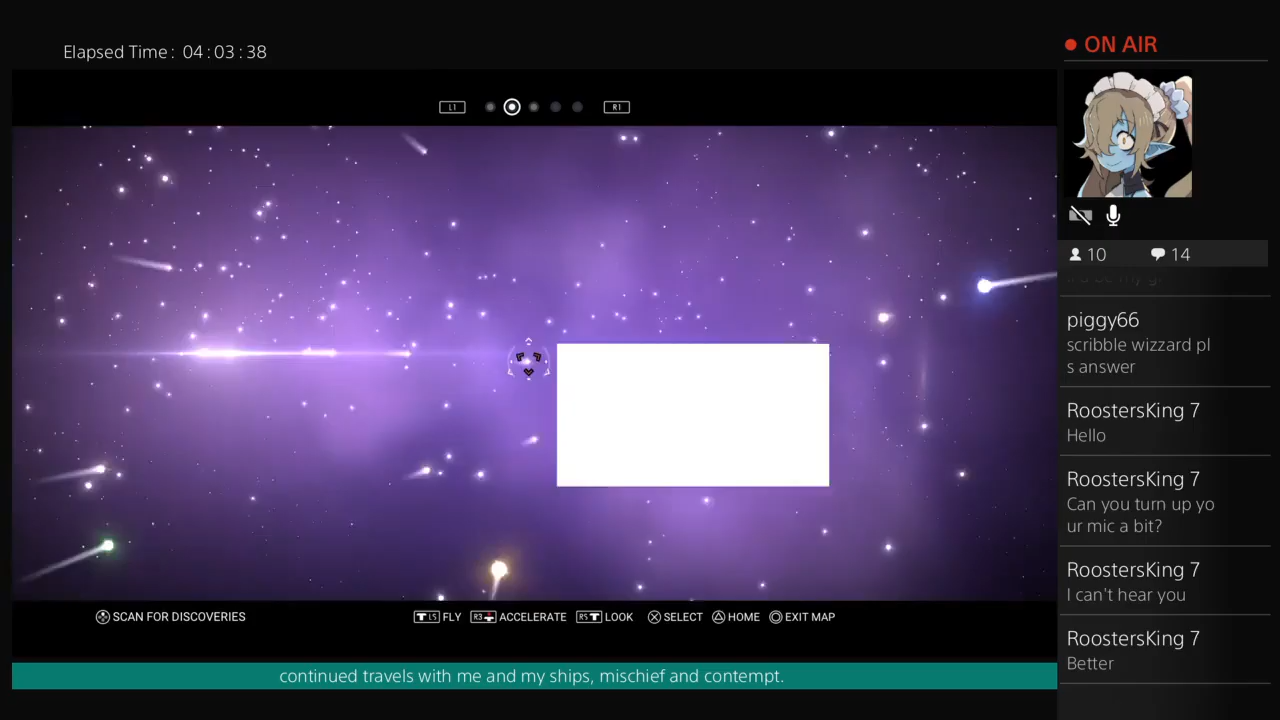 Elapsed Time: 04:03:38
ON AIR
L1
R1
10
14
piggy66
scribble wizzard pl
s answer
RoostersKing 7
Hello
RoostersKing 7
Can you turn up yo
ur mic a bit?
RoostersKing 7
I can't hear you
RoostersKing 7
Better
SCAN FOR DISCOVERIES
LS FLY
R3 ACCELERATE
RS LOOK
SELECT
HOME
EXIT MAP
continued travels with me and my ships, mischief and contempt.